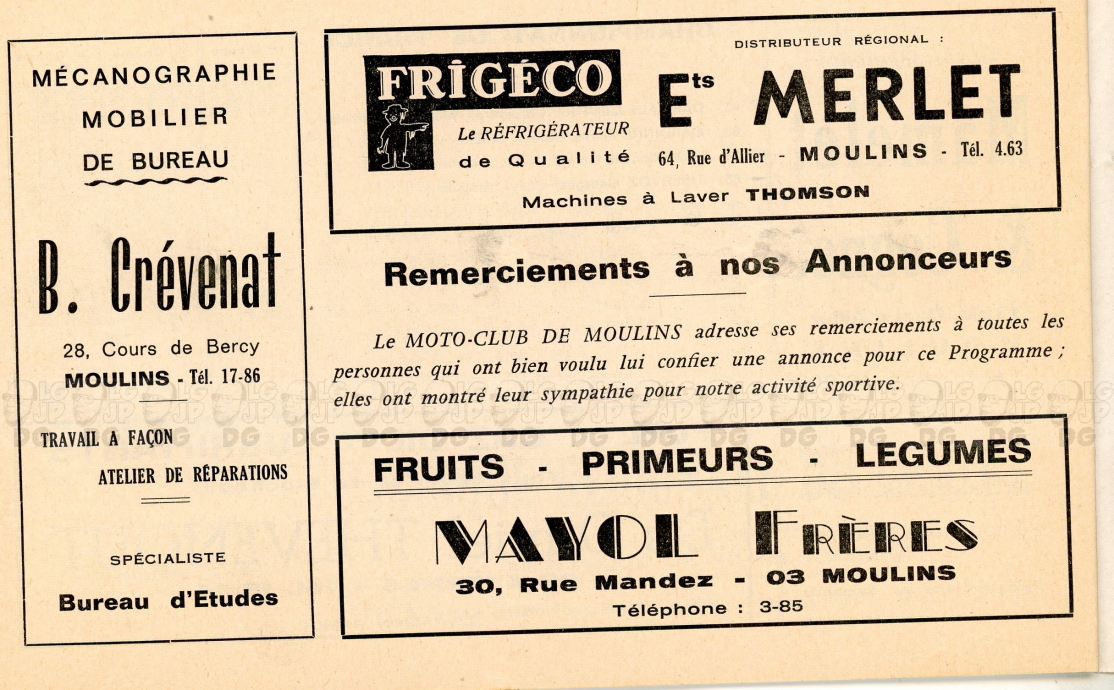 MÉCANOGRAPHIE
MOBILIER
DE BUREAU
B. Crévenat
28, Cours de Bercy
MOULINS - Tél. 17-86
TRAVAIL A FAÇON
ATELIER DE RÉPARATIONS
SPÉCIALISTE
Bureau d'Etudes
FRIGÉCO
Le RÉFRIGÉRATEUR
de Qualité
DISTRIBUTEUR RÉGIONAL :
Ets MERLET
64, Rue d'Allier - MOULINS - Tél. 4.63
Machines à Laver THOMSON
Remerciements à nos Annonceurs
Le MOTO-CLUB DE MOULINS adresse ses remerciements à toutes les
personnes qui ont bien voulu lui confier une annonce pour ce Programme ;
elles ont montré leur sympathie pour notre activité sportive.
FRUITS - PRIMEURS - LEGUMES
MAYOL FRÈRES
30, Rue Mandez - 03 MOULINS
Téléphone : 3-85